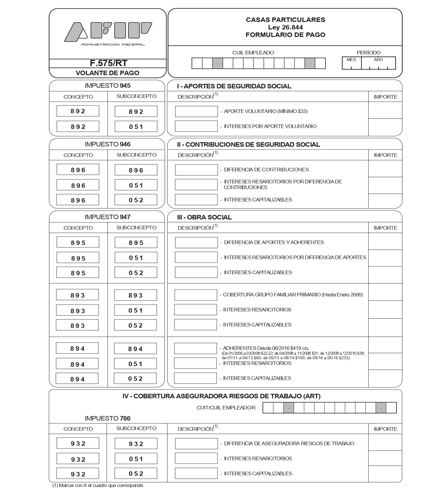 AFIP
ADMINISTRACION FEDERAL
F.575/RT
VOLANTE DE PAGO
CASAS PARTICULARES
Ley 26.844
FORMULARIO DE PAGO
CUIL EMPLEADO
PERÍODO
MES AÑO
IMPUESTO 945
I - APORTES DE SEGURIDAD SOCIAL
CONCEPTO SUBCONCEPTO DESCRIPCIÓN(1) IMPORTE
892 892 - APORTE VOLUNTARIO (MÍNIMO $33)
892 051 - INTERESES POR APORTE VOLUNTARIO
IMPUESTO 946
II - CONTRIBUCIONES DE SEGURIDAD SOCIAL
CONCEPTO SUBCONCEPTO DESCRIPCIÓN(1) IMPORTE
896 896 - DIFERENCIA DE CONTRIBUCIONES
896 051 - INTERESES RESARCITORIOS POR DIFERENCIA DE
CONTRIBUCIONES
896 052 - INTERESES CAPITALIZABLES
IMPUESTO 947
III - OBRA SOCIAL
CONCEPTO SUBCONCEPTO DESCRIPCIÓN(1) IMPORTE
895 895 - DIFERENCIA DE APORTES Y ADHERENTES
895 051 - INTERESES RESARCITORIOS POR DIFERENCIA DE APORTES
895 052 - INTERESES CAPITALIZABLES
893 893 - COBERTURA GRUPO FAMILIAR PRIMARIO (Hasta Enero 2006)
893 051 - INTERESES RESARCITORIOS
893 052 - INTERESES CAPITALIZABLES
894 894 - ADHERENTES Desde 06/2016 $419 c/u.
894 051 - INTERESES RESARCITORIOS
894 052 - INTERESES CAPITALIZABLES
IV - COBERTURA ASEGURADORA RIESGOS DE TRABAJO (ART)
CUIT/CUIL EMPLEADOR
IMPUESTO 786
CONCEPTO SUBCONCEPTO DESCRIPCIÓN(1) IMPORTE
932 932 - DIFERENCIA DE ASEGURADORA RIESGOS DE TRABAJO
932 051 - INTERESES RESARCITORIOS
932 052 - INTERESES CAPITALIZABLES
(1) Marcar con X el cuadro que corresponde.